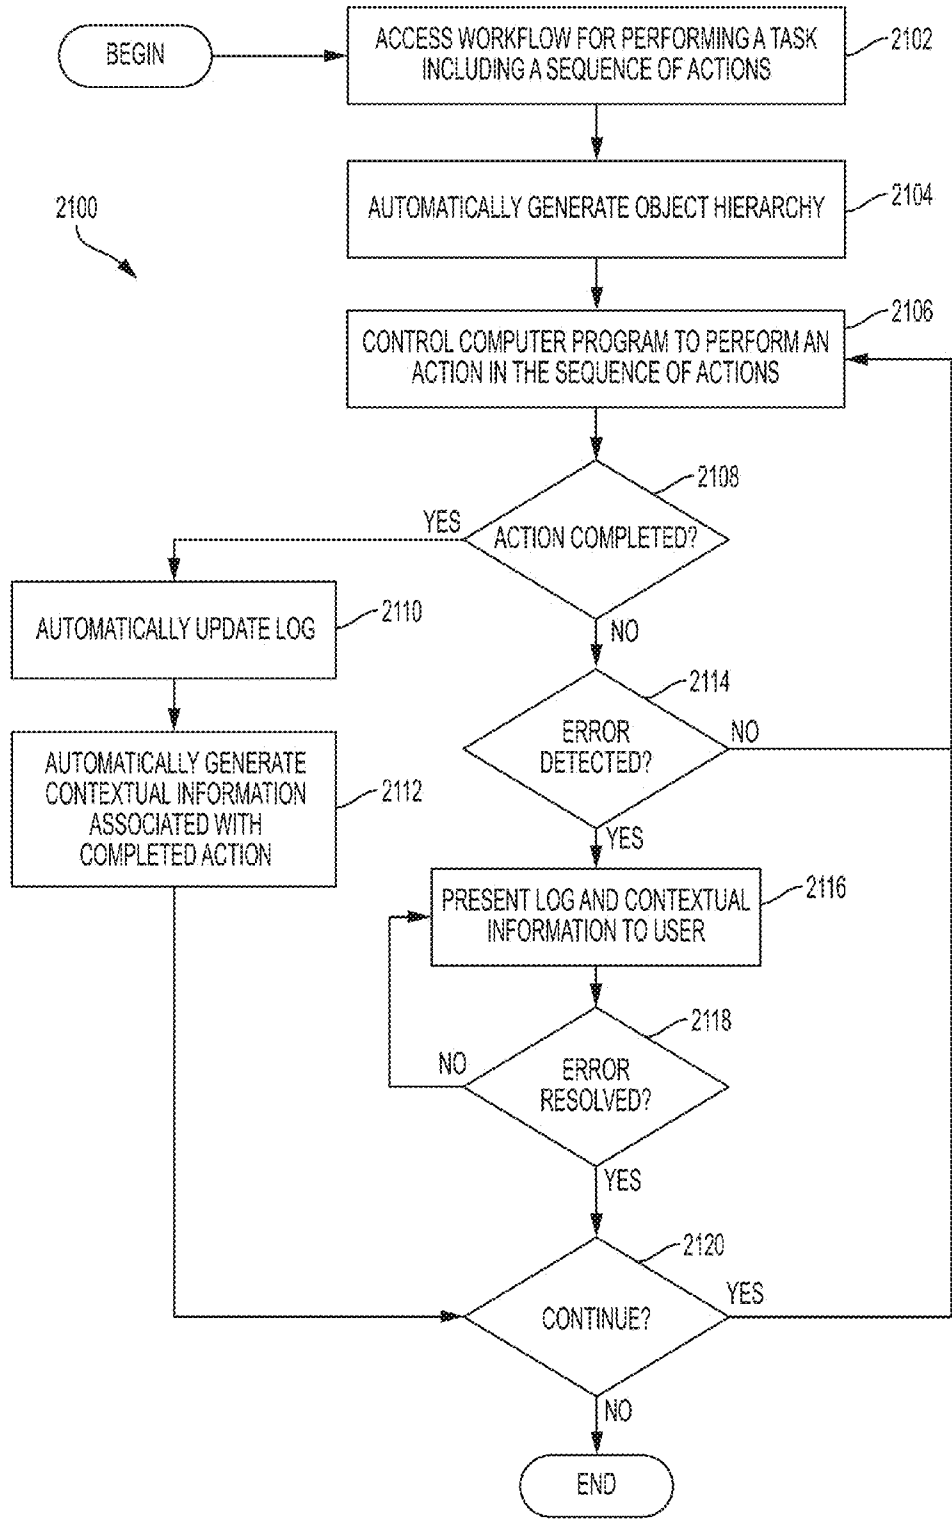 BEGIN
ACCESS WORKFLOW FOR PERFORMING A TASK
INCLUDING A SEQUENCE OF ACTIONS
2102
2100
AUTOMATICALLY GENERATE OBJECT HIERARCHY
2104
CONTROL COMPUTER PROGRAM TO PERFORM AN
ACTION IN THE SEQUENCE OF ACTIONS
2106
ACTION COMPLETED?
2108
YES
NO
AUTOMATICALLY UPDATE LOG
2110
ERROR
DETECTED?
2114
NO
YES
AUTOMATICALLY GENERATE
CONTEXTUAL INFORMATION
ASSOCIATED WITH
COMPLETED ACTION
2112
PRESENT LOG AND CONTEXTUAL
INFORMATION TO USER
2116
ERROR
RESOLVED?
2118
NO
YES
CONTINUE?
2120
YES
NO
END